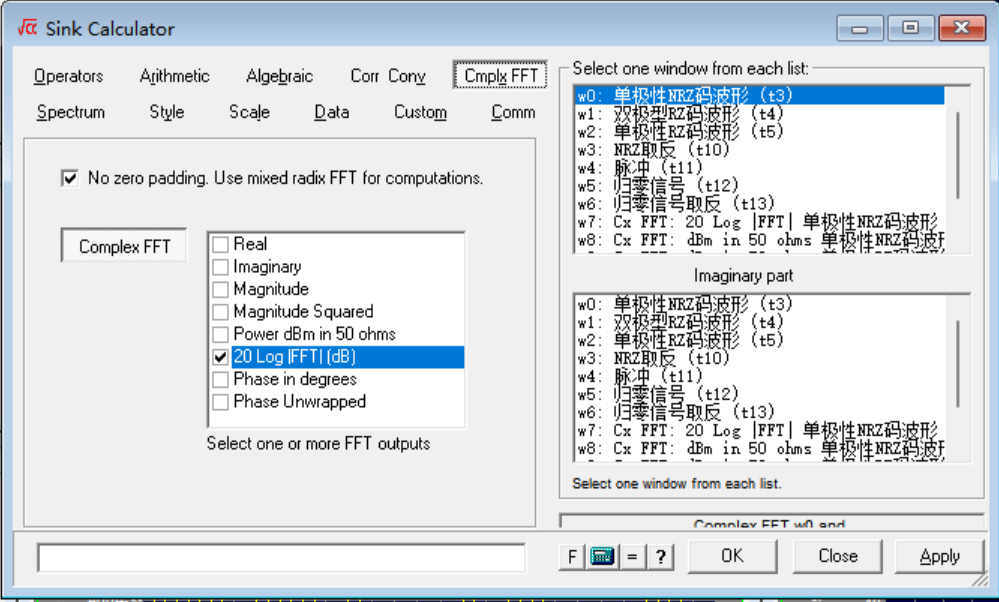 Sink Calculator
Operators Arithmetic Algebraic Corr Conv Cmplx FFT
Spectrum Style Scale Data Custom Comm
No zero padding. Use mixed radix FFT for computations.
Complex FFT
Real
Imaginary
Magnitude
Magnitude Squared
Power dBm in 50 ohms
20 Log |FFT| (dB)
Phase in degrees
Phase Unwrapped
Select one or more FFT outputs
Select one window from each list:
w0: 单极性NRZ码波形 (t3)
w1: 双极型RZ码波形 (t4)
w2: 单极性RZ码波形 (t5)
w3: NRZ取反 (t10)
w4: 脉冲 (t11)
w5: 归零信号 (t12)
w6: 归零信号取反 (t13)
w7: Cx FFT: 20 Log |FFT| 单极性NRZ码波形
w8: Cx FFT: dBm in 50 ohms 单极性NRZ码波形
Imaginary part
w0: 单极性NRZ码波形 (t3)
w1: 双极型RZ码波形 (t4)
w2: 单极性RZ码波形 (t5)
w3: NRZ取反 (t10)
w4: 脉冲 (t11)
w5: 归零信号 (t12)
w6: 归零信号取反 (t13)
w7: Cx FFT: 20 Log |FFT| 单极性NRZ码波形
w8: Cx FFT: dBm in 50 ohms 单极性NRZ码波形
Select one window from each list.
Complex FFT w0 and
F = ? OK Close Apply